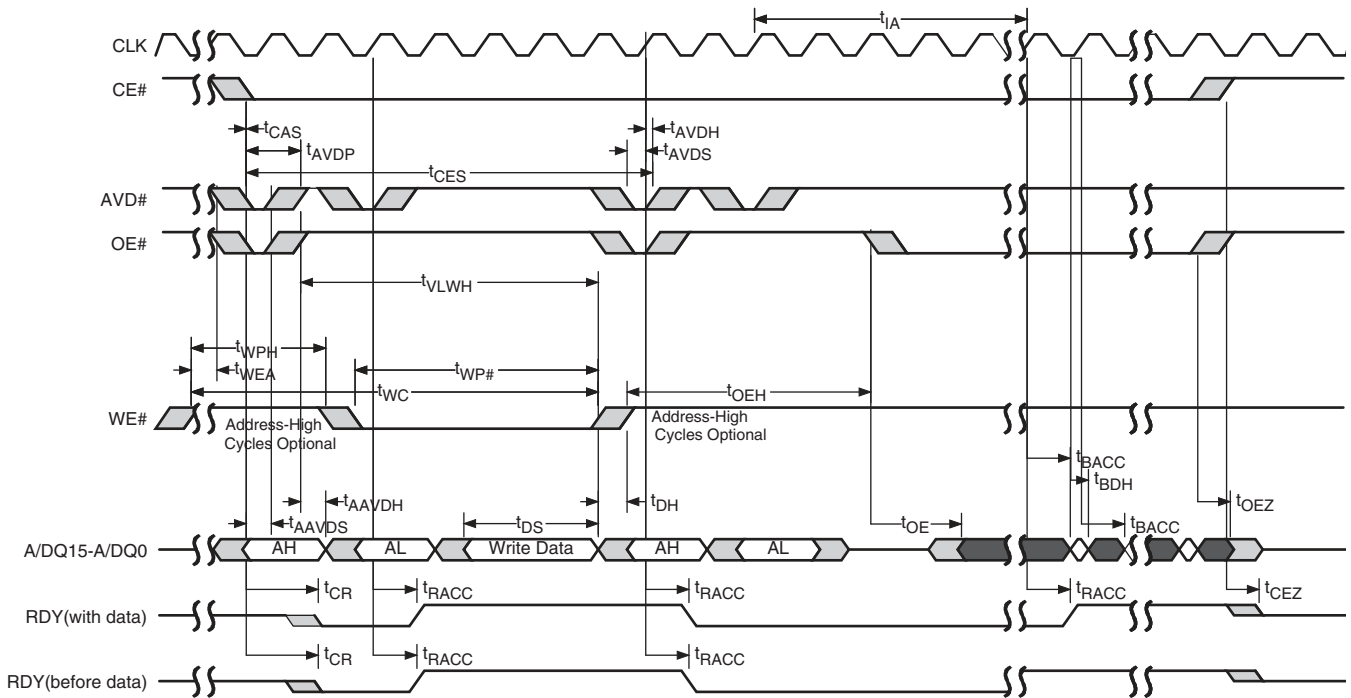 tIA
CLK
CE#
tCAS
tAVDH
tAVDP
tAVDS
tCES
AVD#
OE#
tVLWH
tWPH
tWEA
tWP#
tWC
tOEH
WE#
Address-High
Cycles Optional
Address-High
Cycles Optional
tBACC
tBDH
tAAVDH
tDH
tOEZ
tAAVDS
tDS
tOE
tBACC
A/DQ15-A/DQ0
AH
AL
Write Data
AH
AL
tCR
tRACC
tRACC
tRACC
tCEZ
RDY(with data)
tCR
tRACC
tRACC
RDY(before data)